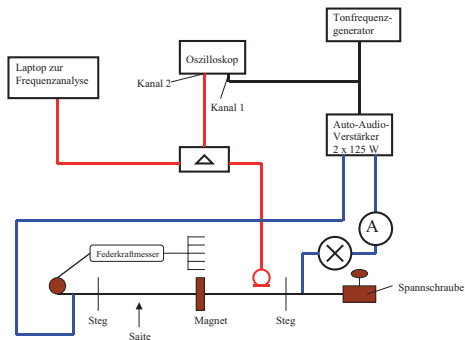 Tonfrequenz-
generator
Oszilloskop
Laptop zur
Frequenzanalyse
Kanal 2
Kanal 1
Auto-Audio-
Verstärker
2 x 125 W
A
Federkraftmesser
Spannschraube
Steg
Saite
Magnet
Steg